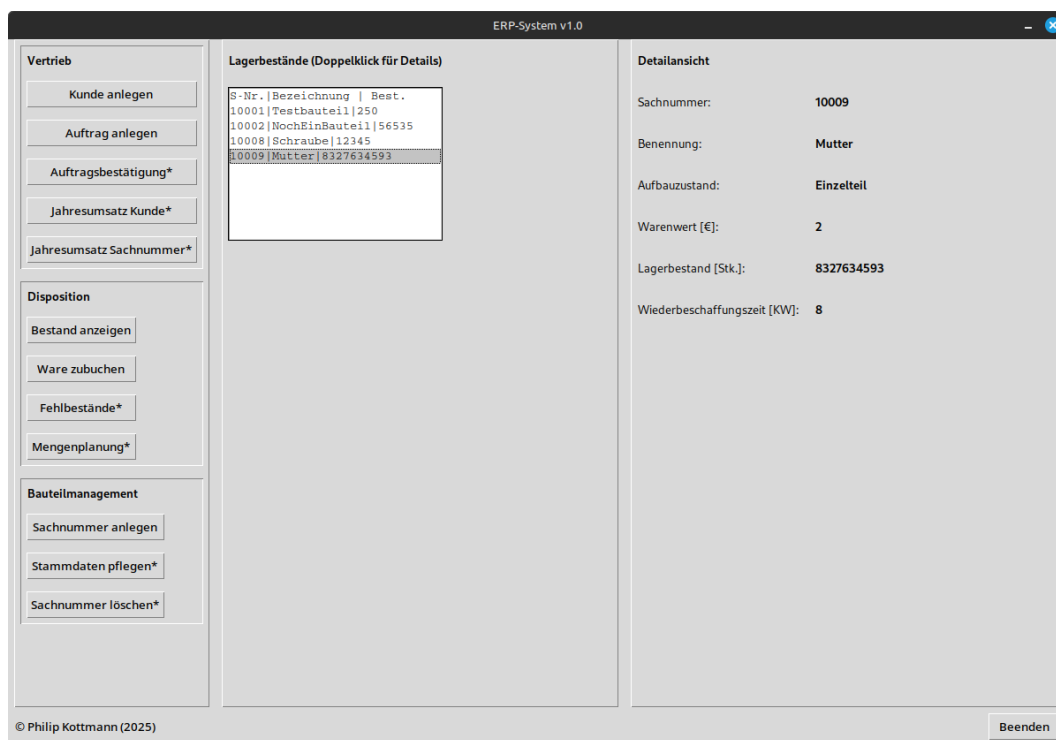 ERP-System v1.0
Vertrieb
Kunde anlegen
Auftrag anlegen
Auftragsbestätigung*
Jahresumsatz Kunde*
Jahresumsatz Sachnummer*
Disposition
Bestand anzeigen
Ware zubuchen
Fehlbestände*
Mengenplanung*
Bauteilmanagement
Sachnummer anlegen
Stammdaten pflegen*
Sachnummer löschen*
Lagerbestände (Doppelklick für Details)
S-Nr.|Bezeichnung | Best.
10001|Testbauteil|250
10002|NochEinBauteil|56535
10008|Schraube|12345
10009|Mutter|8327634593
Detailansicht
Sachnummer: 10009
Benennung: Mutter
Aufbauzustand: Einzelteil
Warenwert [€]: 2
Lagerbestand [Stk.]: 8327634593
Wiederbeschaffungszeit [KW]: 8
© Philip Kottmann (2025)
Beenden